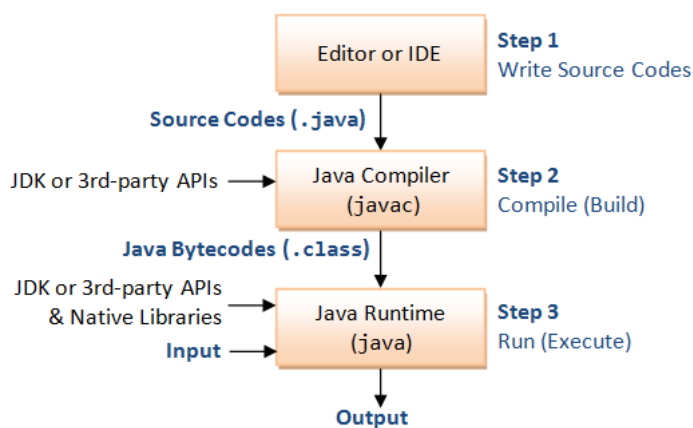 Editor or IDE
Step 1
Write Source Codes
Source Codes (.java)
JDK or 3rd-party APIs
Java Compiler
(javac)
Step 2
Compile (Build)
Java Bytecodes (.class)
JDK or 3rd-party APIs
& Native Libraries
Input
Java Runtime
(java)
Step 3
Run (Execute)
Output